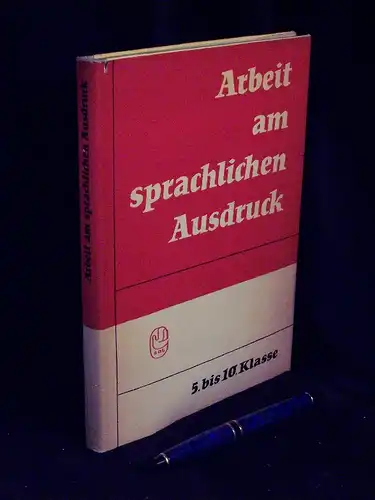 Arbeit
am
sprachlichen
Ausdruck
5. bis 10. Klasse
Arbeit am sprachlichen Ausdruck